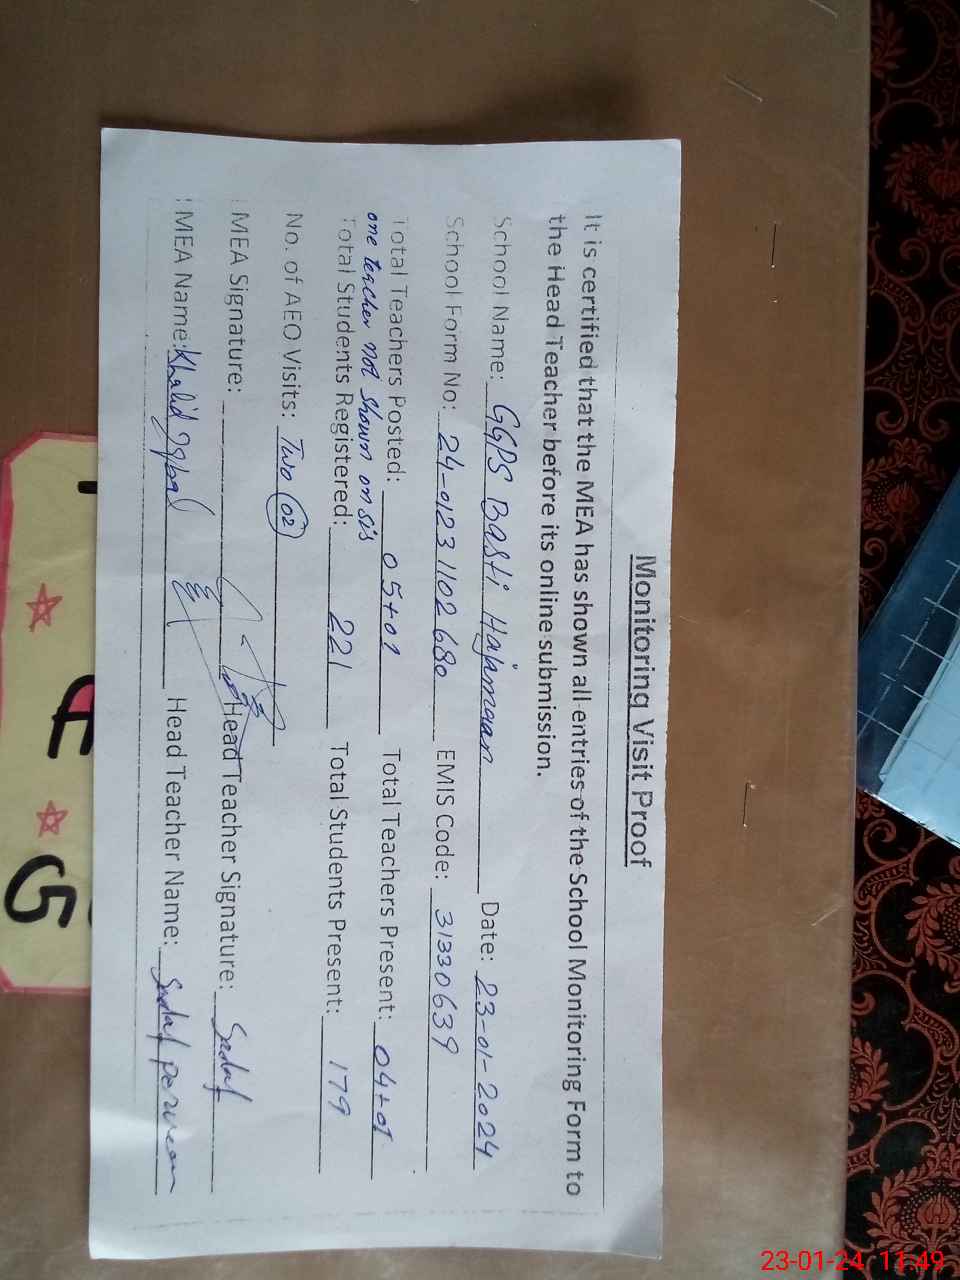 Monitoring Visit Proof
It is certified that the MEA has shown all entries of the School Monitoring Form to
the Head Teacher before its online submission.
School Name: GGPS Basti Hajiman Date: 23-01-2024
School Form No: 24-01231102680 EMIS Code: 31330639
Total Teachers Posted: 05+01 Total Teachers Present: 04+01
one teacher not shown on sis
Total Students Registered: 221 Total Students Present: 179
No. of AEO Visits: Two 02
MEA Signature: Head Teacher Signature: Sadaf
MEA Name: Khalid Iqbal Head Teacher Name: Sadaf perveen
E
G
23-01-24 11:49